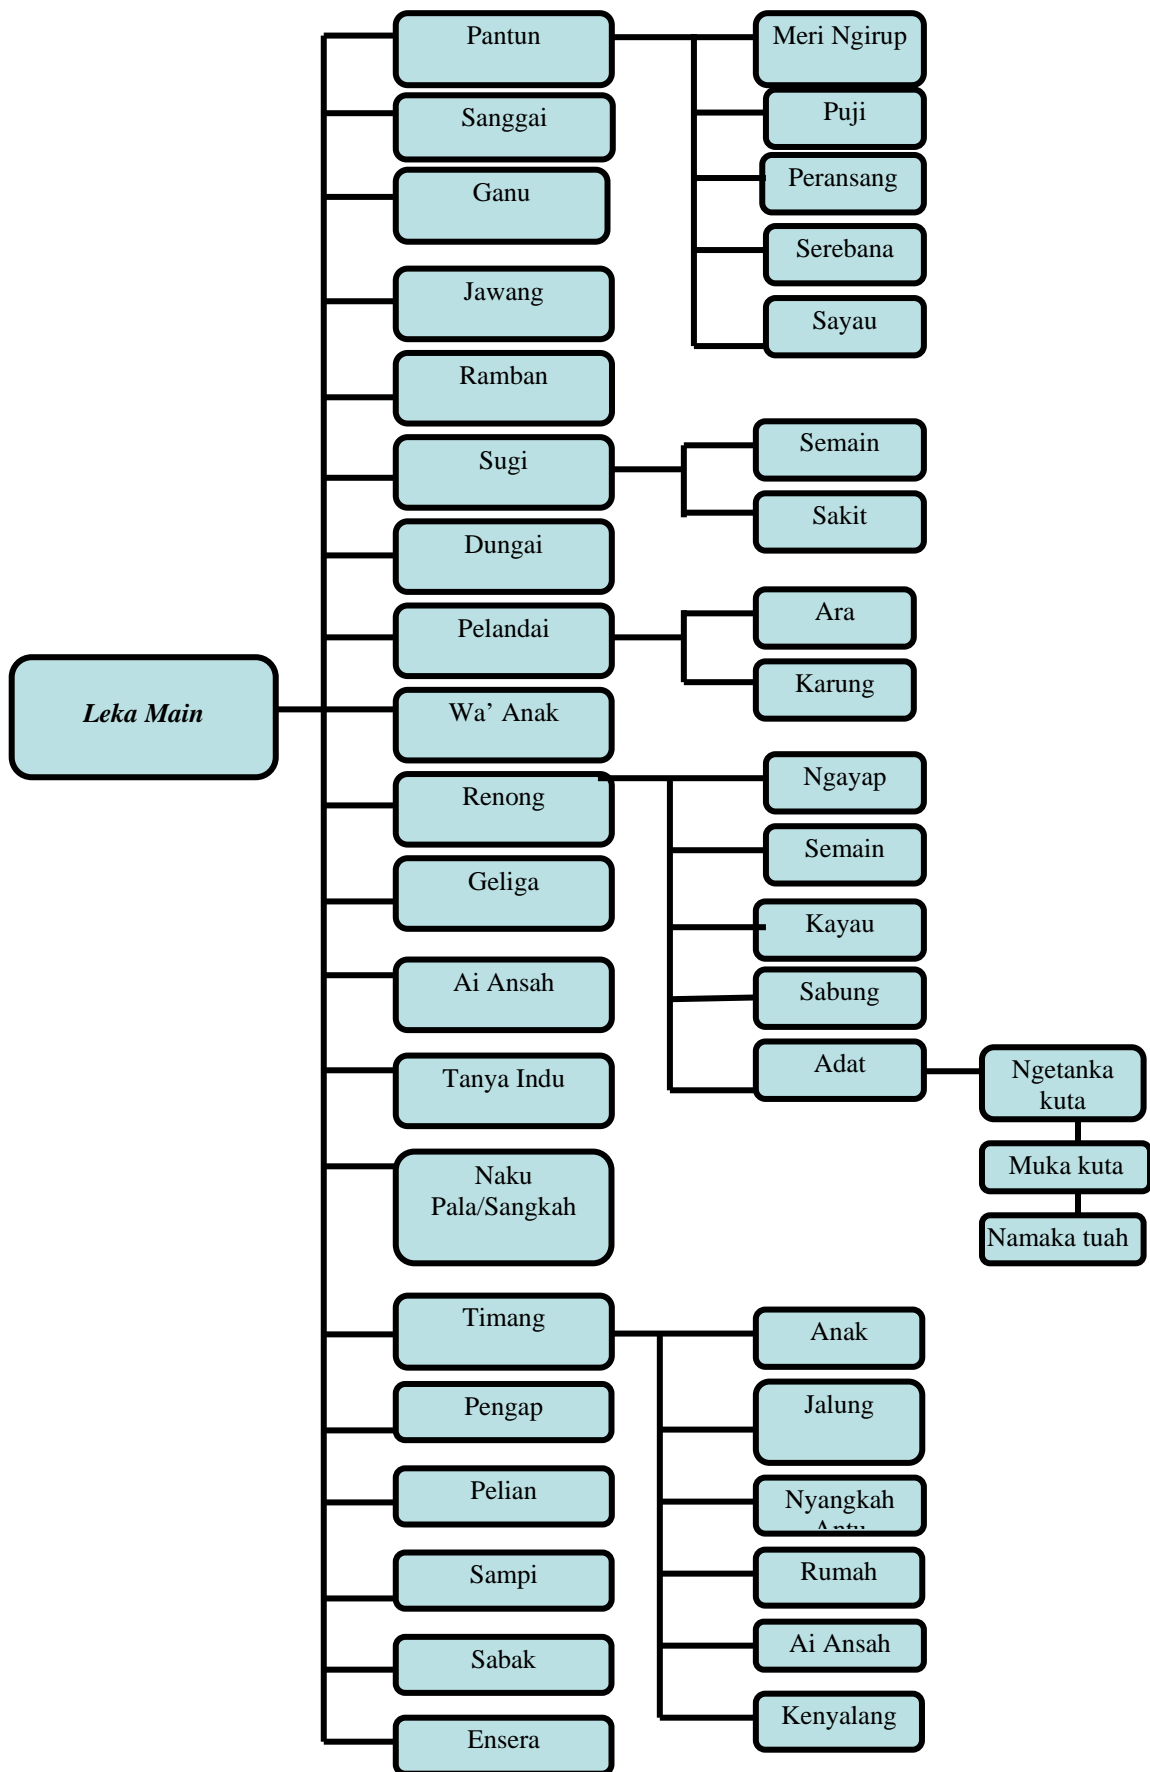 Pantun
Meri Ngirup
Puji
Sanggai
Peransang
Ganu
Serebana
Jawang
Sayau
Ramban
Sugi
Semain
Sakit
Dungai
Pelandai
Ara
Karung
Leka Main
Wa’ Anak
Renong
Ngayap
Semain
Geliga
Kayau
Ai Ansah
Sabung
Tanya Indu
Adat
Ngetanka
kuta
Muka kuta
Naku
Pala/Sangkah
Namaka tuah
Timang
Anak
Pengap
Jalung
Pelian
Nyangkah
Sampi
Rumah
Sabak
Ai Ansah
Ensera
Kenyalang